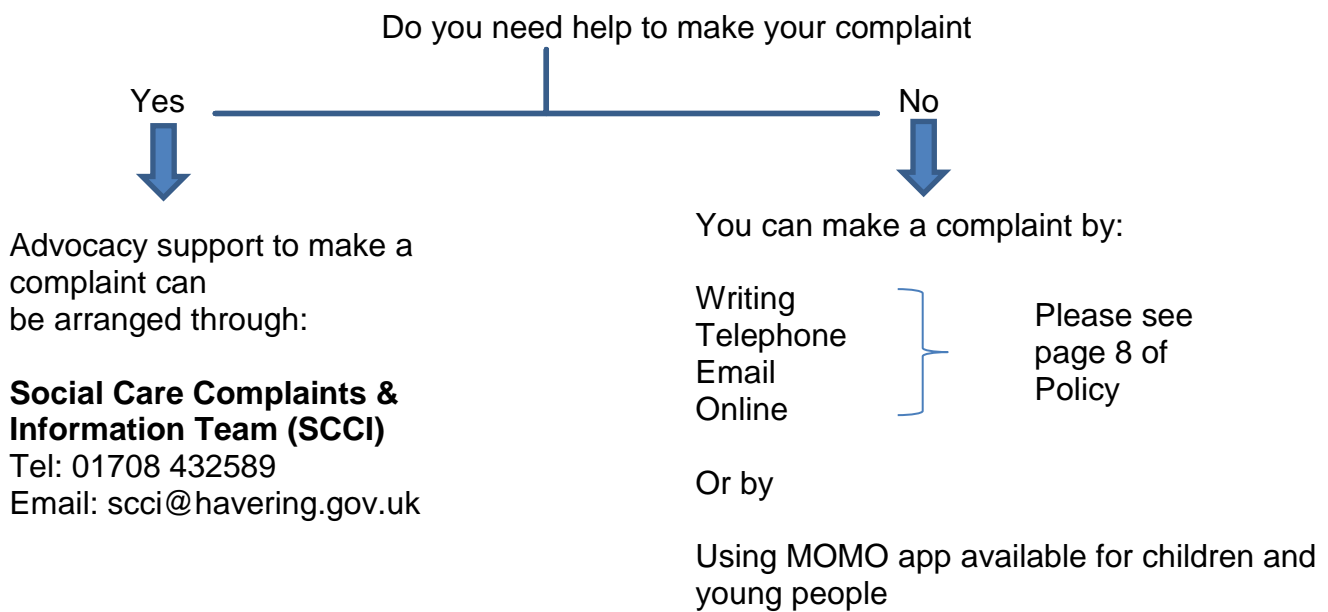 Do you need help to make your complaint
Yes
No
Advocacy support to make a
complaint can
be arranged through:
Social Care Complaints &
Information Team (SCCI)
Tel: 01708 432589
Email: scci@havering.gov.uk
You can make a complaint by:
Writing
Telephone
Email
Online
Please see
page 8 of
Policy
Or by
Using MOMO app available for children and
young people